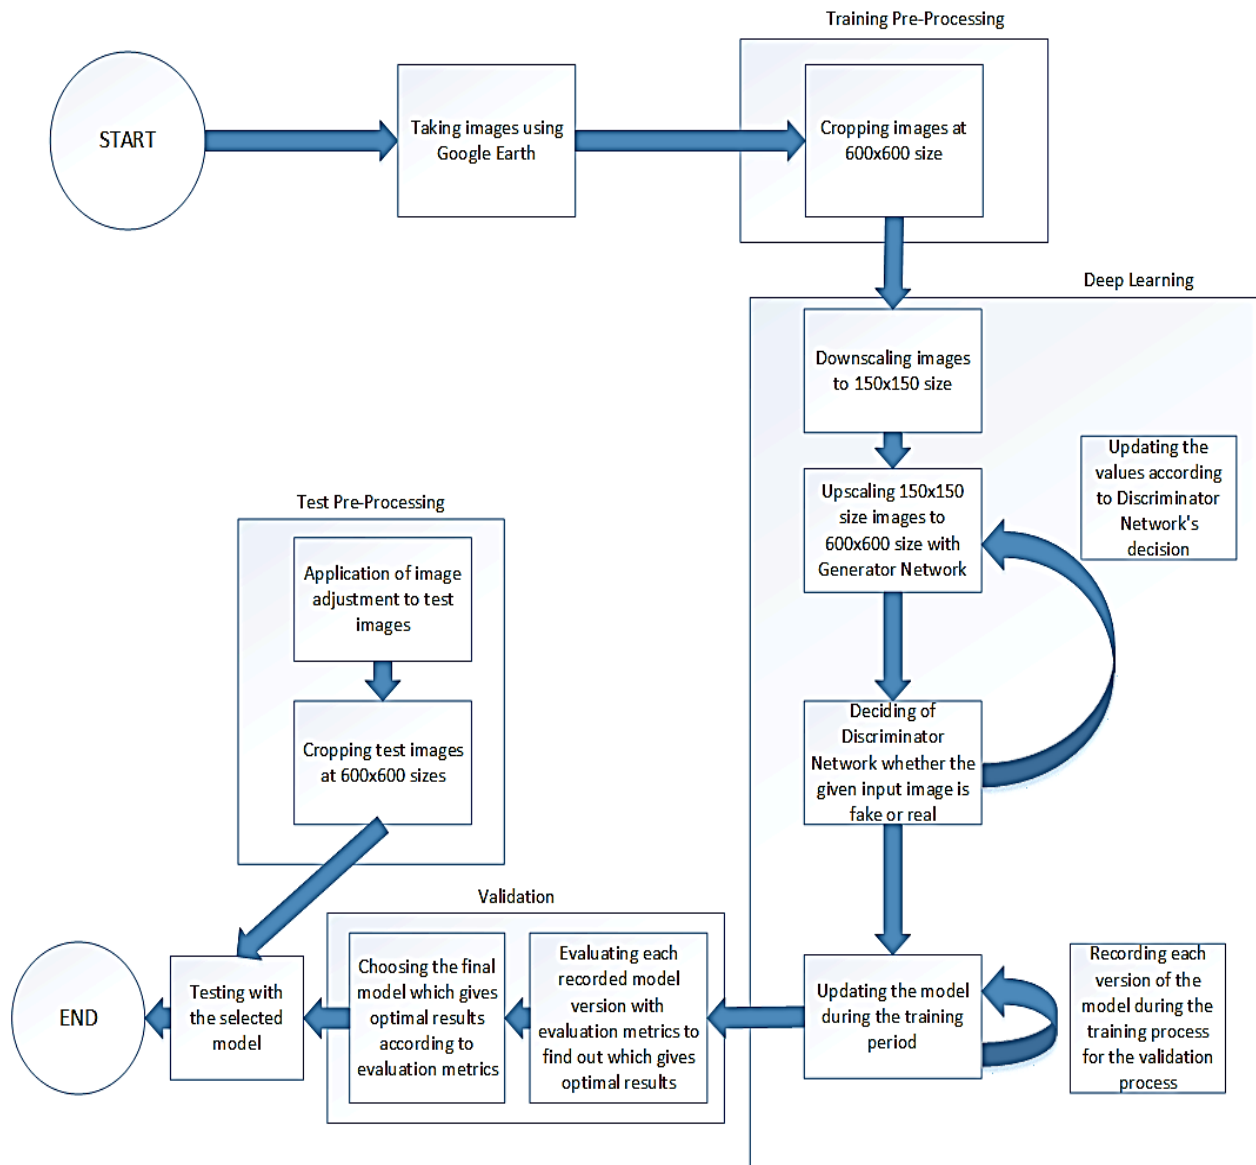 Training Pre-Processing
START
Taking images using
Google Earth
Cropping images at
600x600 size
Deep Learning
Downscaling images
to 150x150 size
Updating the
values according
to Discriminator
Network's
decision
Upscaling 150x150
size images to
600x600 size with
Generator Network
Test Pre-Processing
Application of image
adjustment to test
images
Cropping test images
at 600x600 sizes
Deciding of
Discriminator
Network whether the
given input image is
fake or real
Validation
END
Testing with
the selected
model
Choosing the final
model which gives
optimal results
according to
evaluation metrics
Evaluating each
recorded model
version with
evaluation metrics to
find out which gives
optimal results
Updating the model
during the training
period
Recording each
version of the
model during the
training process
for the validation
process